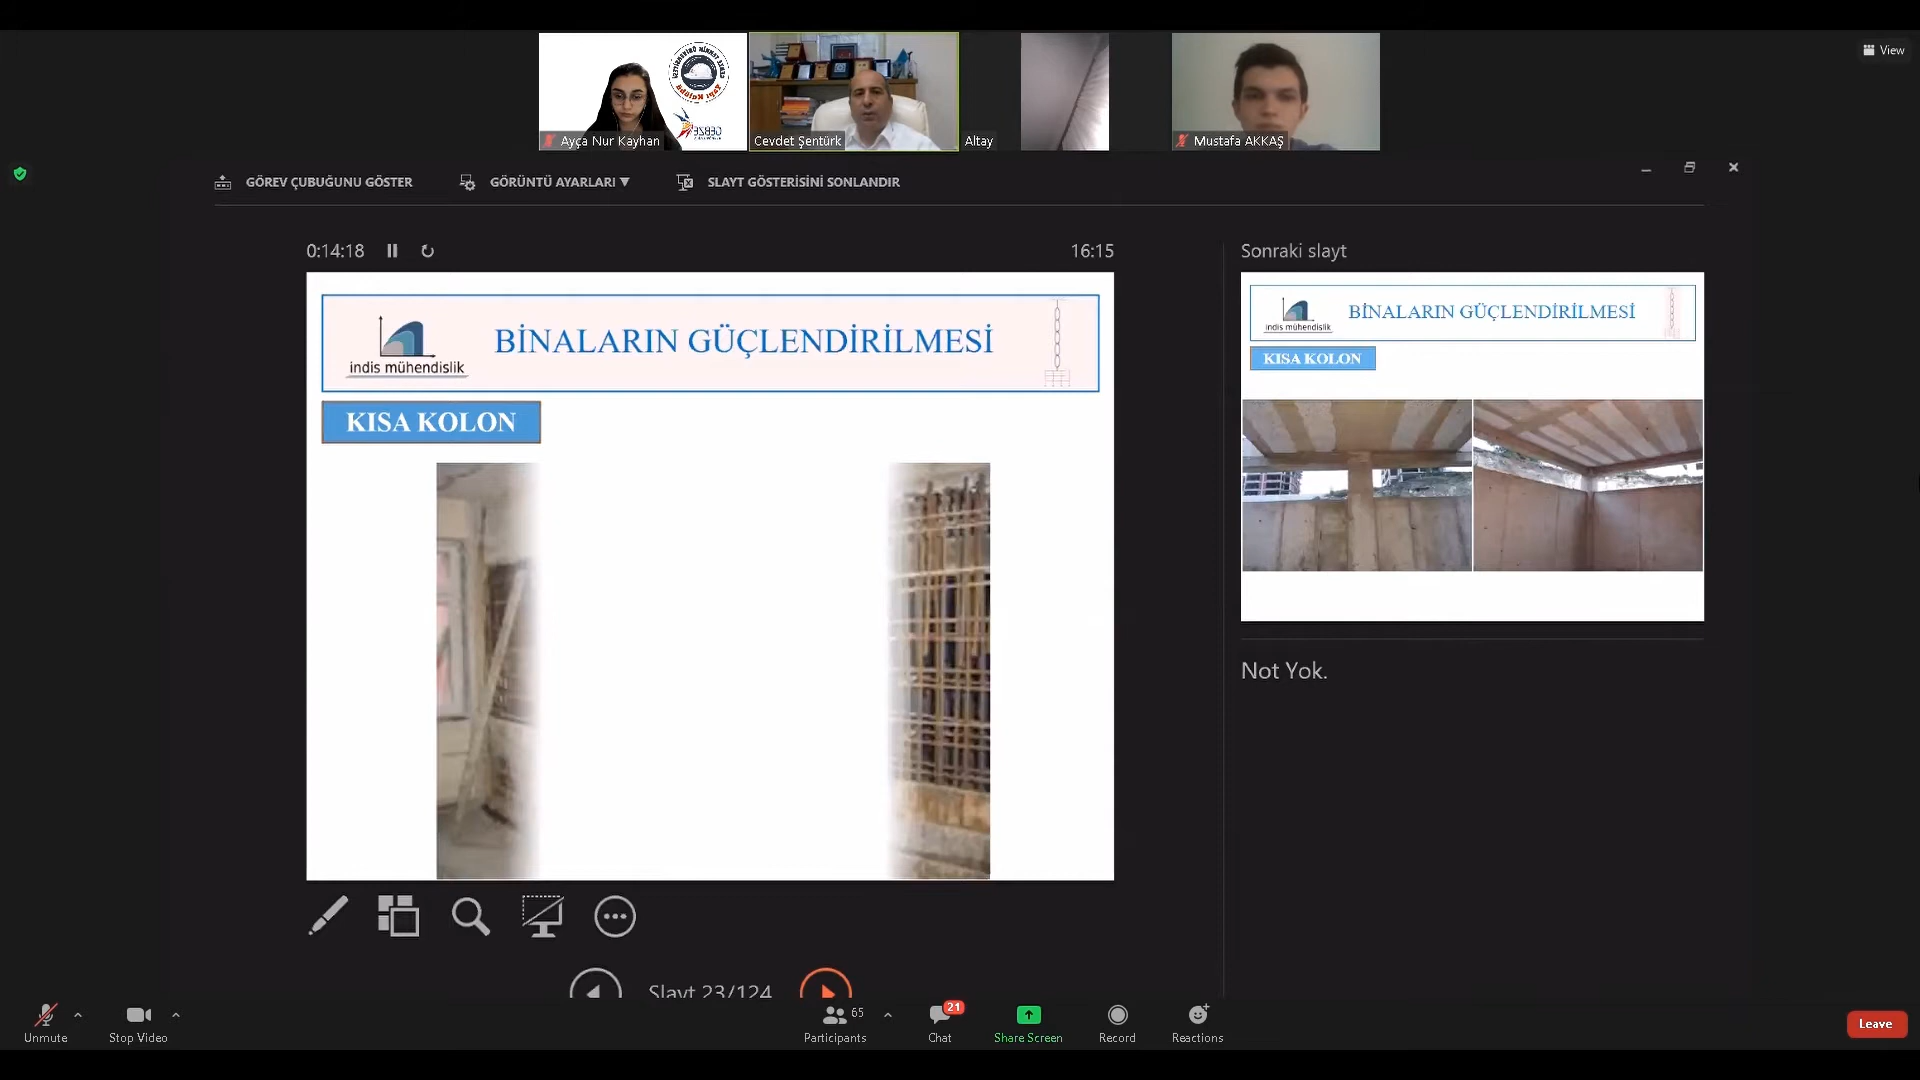 View
Ayça Nur Kayhan
Cevdet Şentürk
Altay
Mustafa AKKAŞ
GÖREV ÇUBUĞUNU GÖSTER
GÖRÜNTÜ AYARLARI ▼
SLAYT GÖSTERİSİNİ SONLANDIR
0:14:18
16:15
Sonraki slayt
indis mühendislik
BİNALARIN GÜÇLENDİRİLMESİ
KISA KOLON
indis mühendislik
BİNALARIN GÜÇLENDİRİLMESİ
KISA KOLON
Not Yok.
Slayt 23/124
Unmute
Stop Video
65
Participants
21
Chat
Share Screen
Record
Reactions
Leave